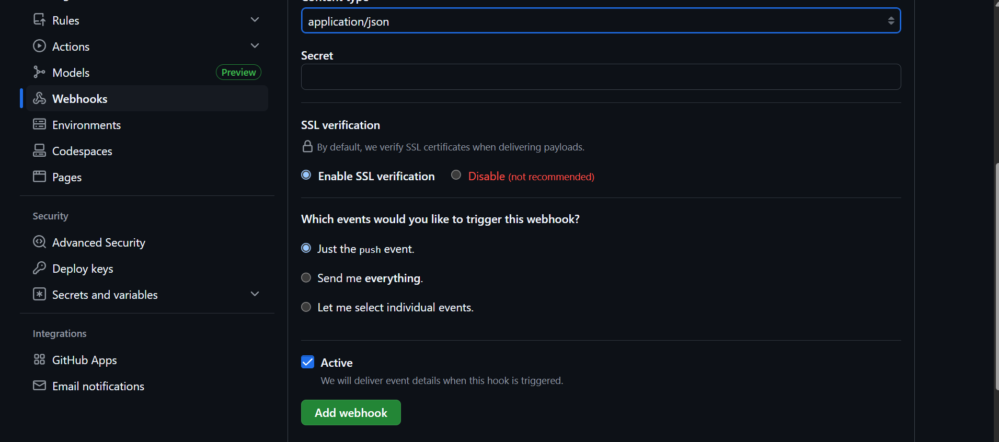 Rules
Actions
Models
Preview
Webhooks
Environments
Codespaces
Pages
Security
Advanced Security
Deploy keys
Secrets and variables
Integrations
GitHub Apps
Email notifications
application/json
Secret
SSL verification
By default, we verify SSL certificates when delivering payloads.
Enable SSL verification
Disable (not recommended)
Which events would you like to trigger this webhook?
Just the push event.
Send me everything.
Let me select individual events.
Active
We will deliver event details when this hook is triggered.
Add webhook